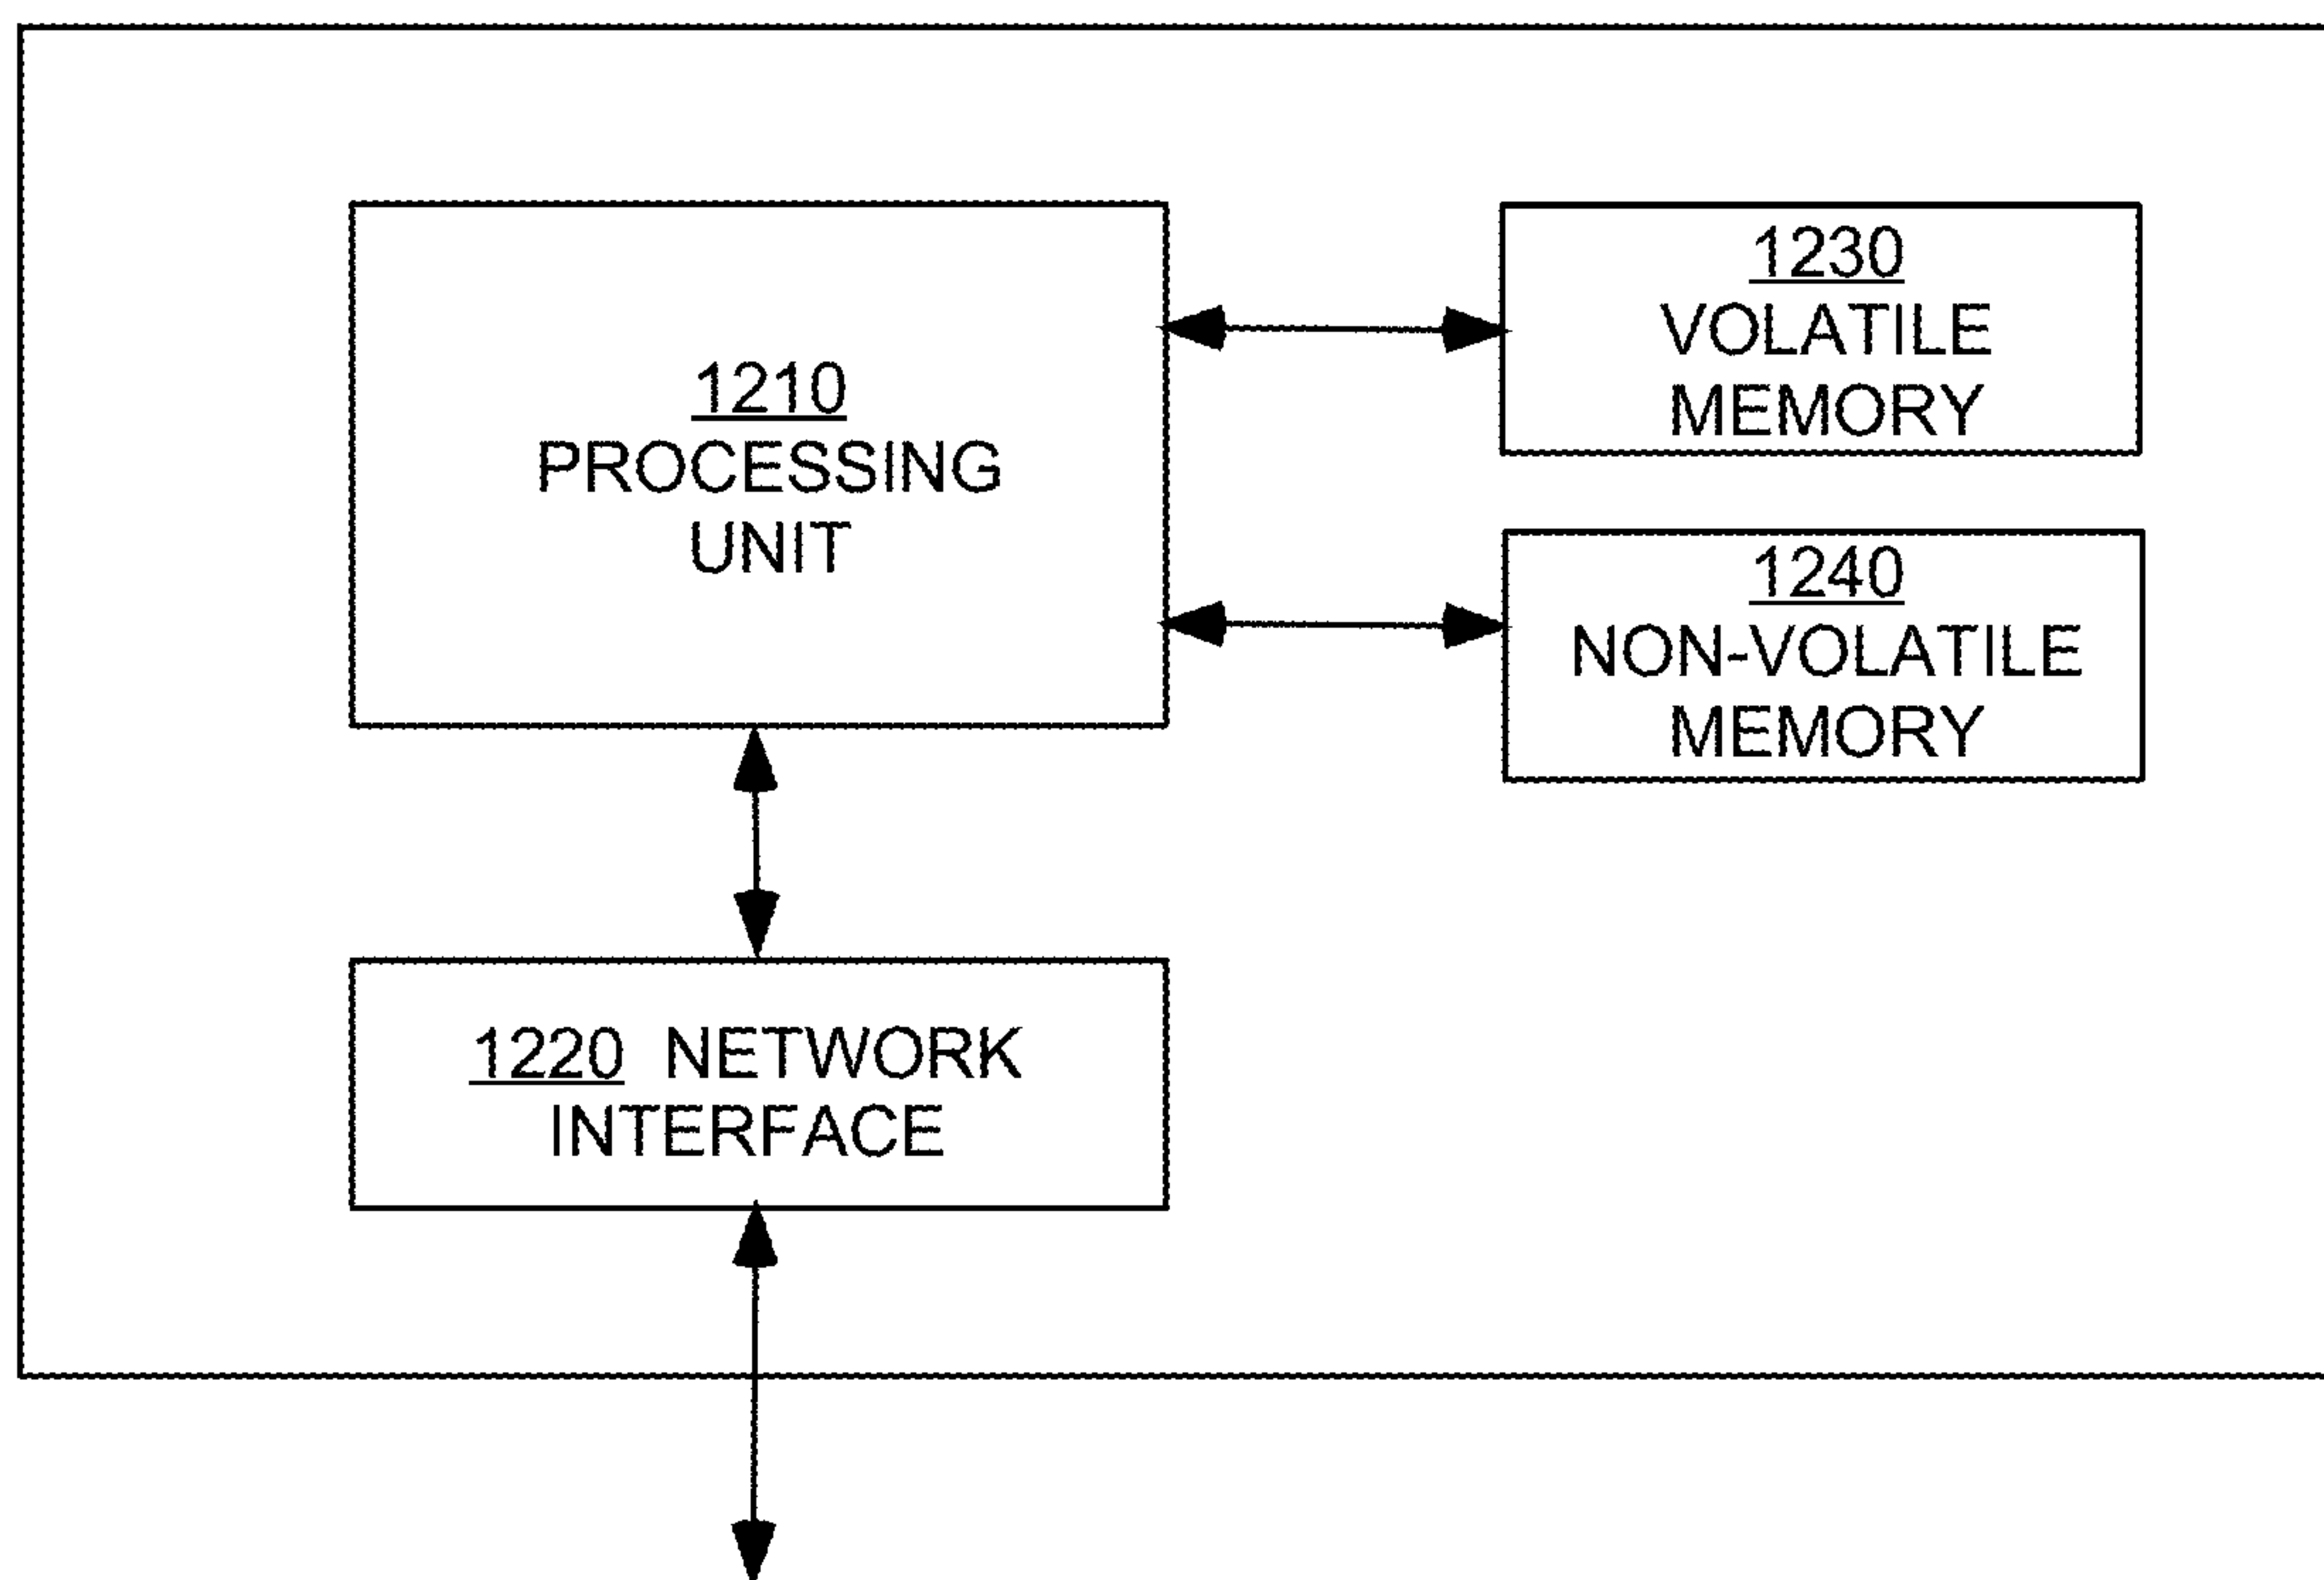 1210
PROCESSING
UNIT
1230
VOLATILE
MEMORY
1240
NON-VOLATILE
MEMORY
1220 NETWORK
INTERFACE